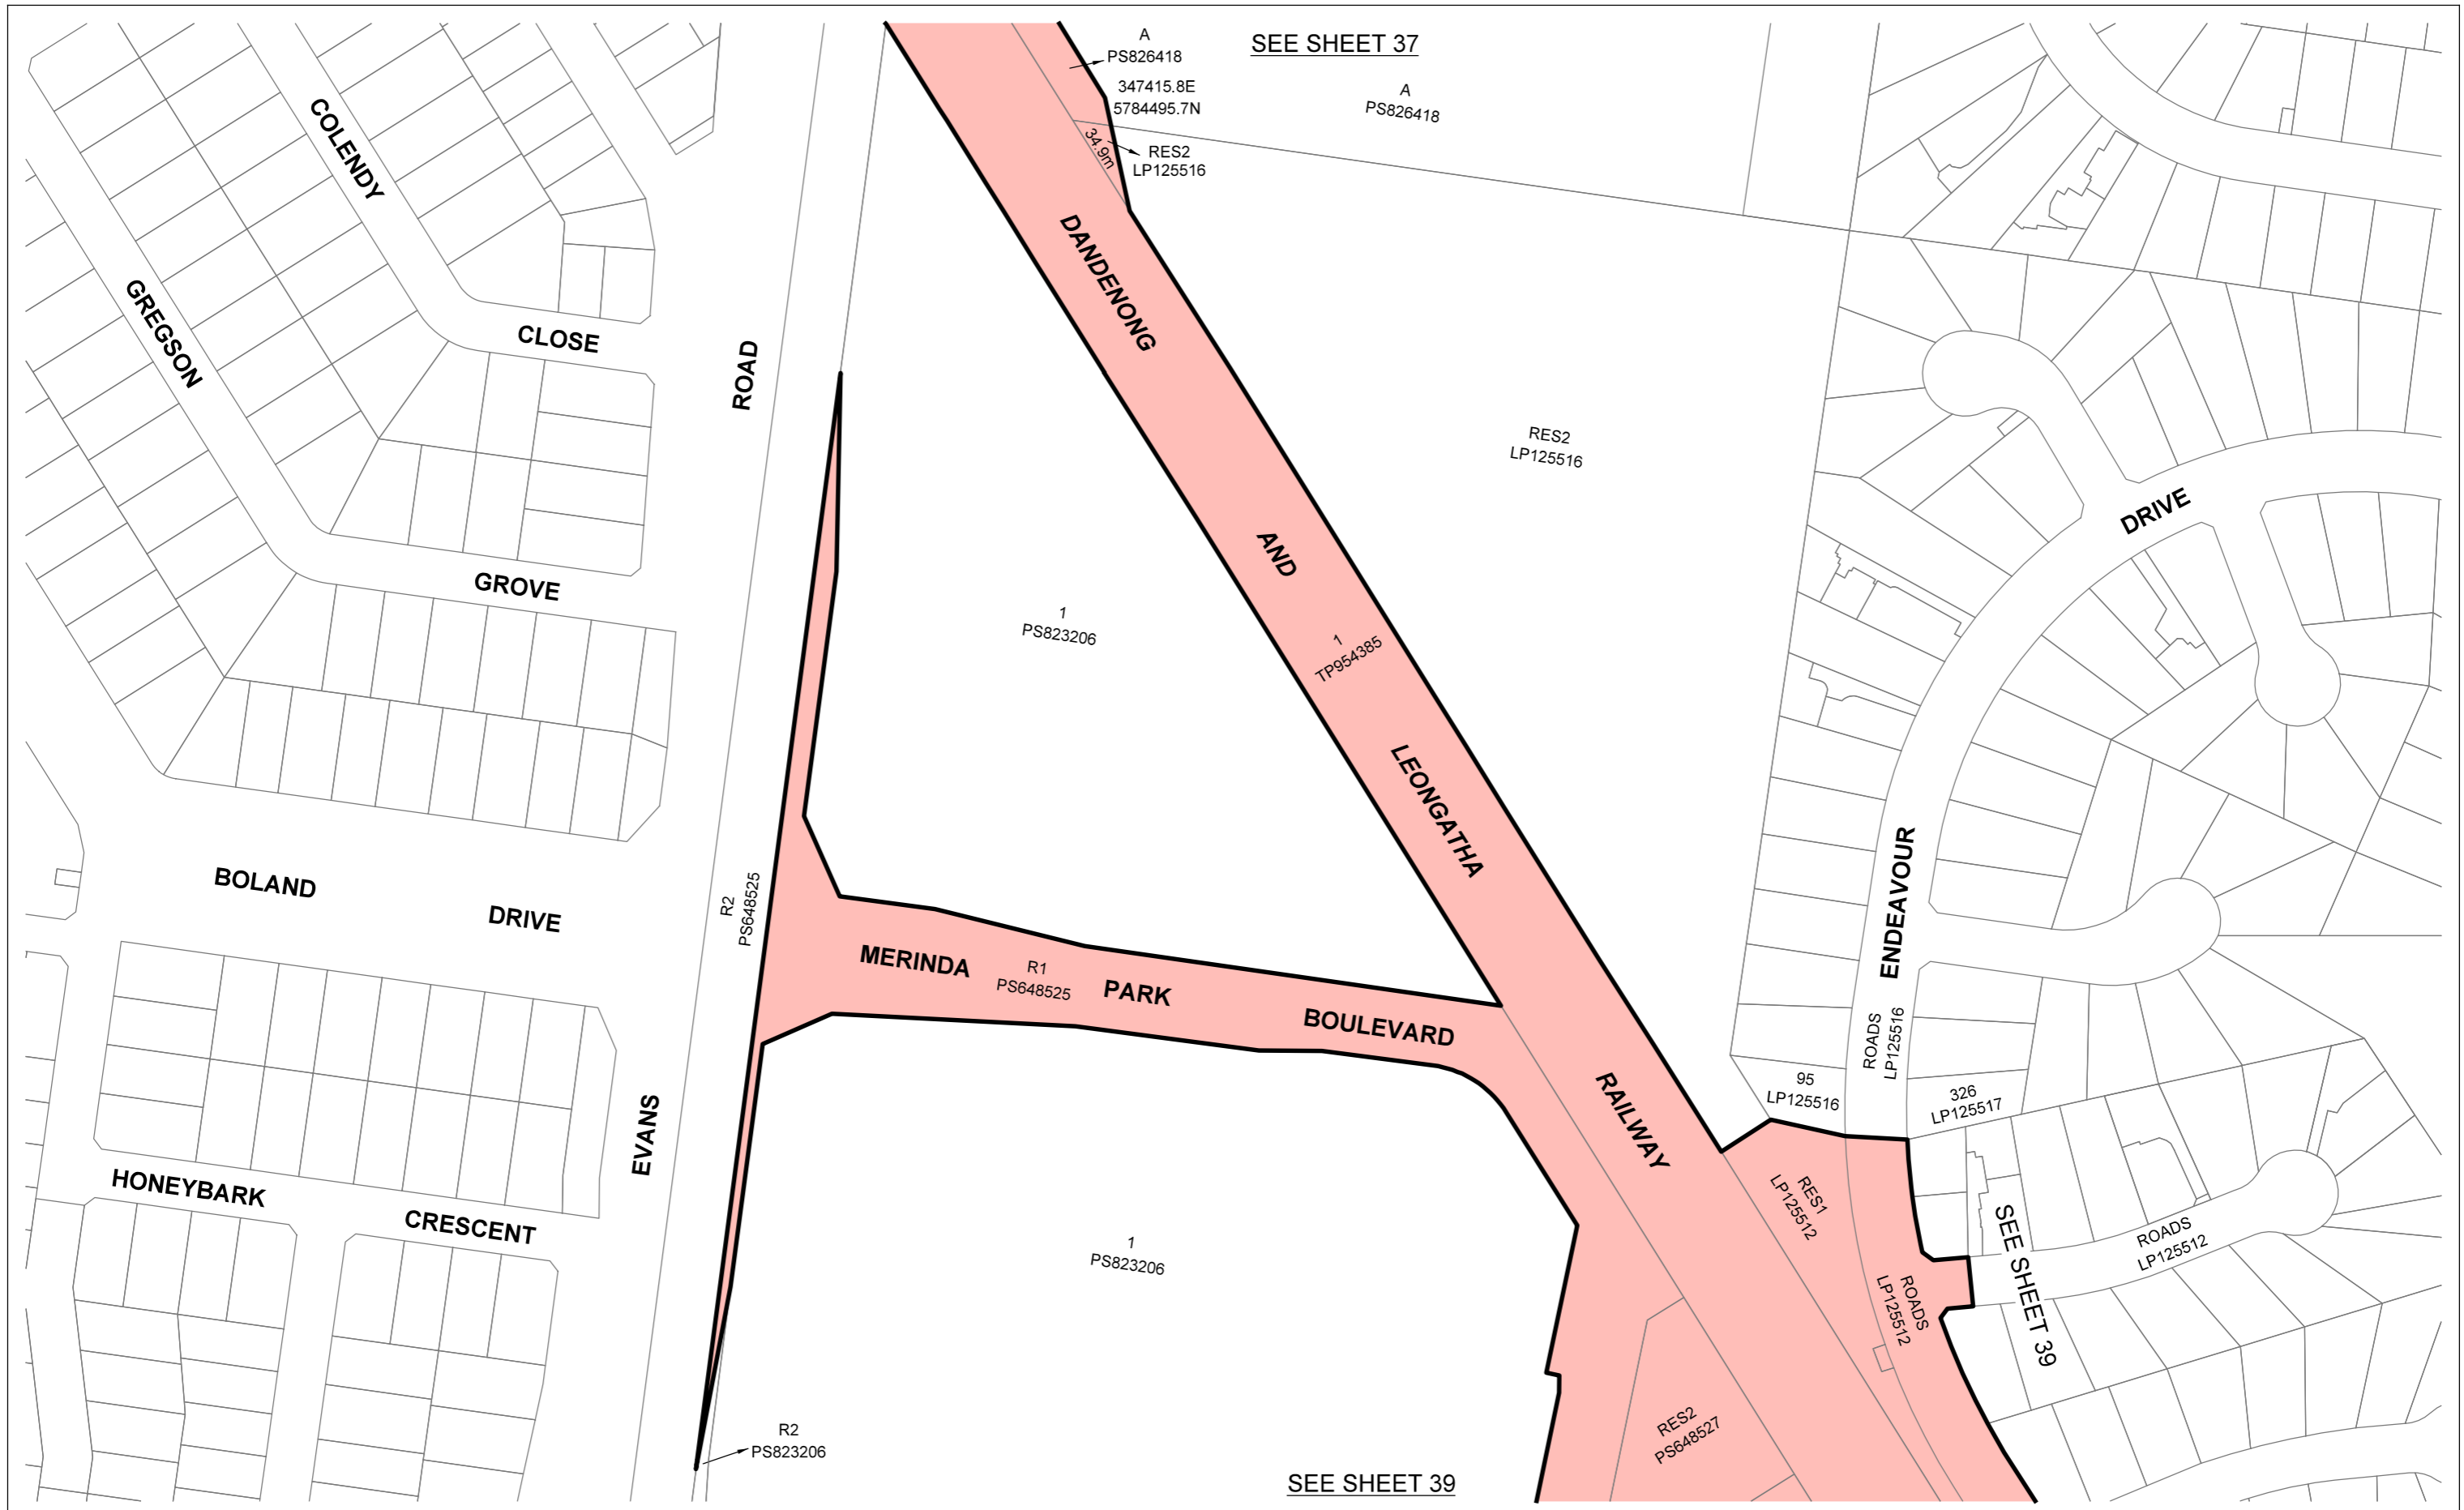 SEE SHEET 37
A
PS826418
347415.8E
5784495.7N
A
PS826418
34.9m
RES2
LP125516
COLENDY
GREGSON
CLOSE
ROAD
DANDENONG
RES2
LP125516
DRIVE
GROVE
AND
1
PS823206
1
TP954385
LEONGATHA
BOLAND
DRIVE
R2
PS648525
MERINDA
R1
PS648525
PARK
BOULEVARD
ENDEAVOUR
ROADS
LP125516
95
LP125516
326
LP125517
RAILWAY
EVANS
HONEYBARK
CRESCENT
1
PS823206
RES1
LP125512
SEE SHEET 39
ROADS
LP125512
ROADS
LP125512
RES2
PS648527
R2
PS823206
SEE SHEET 39